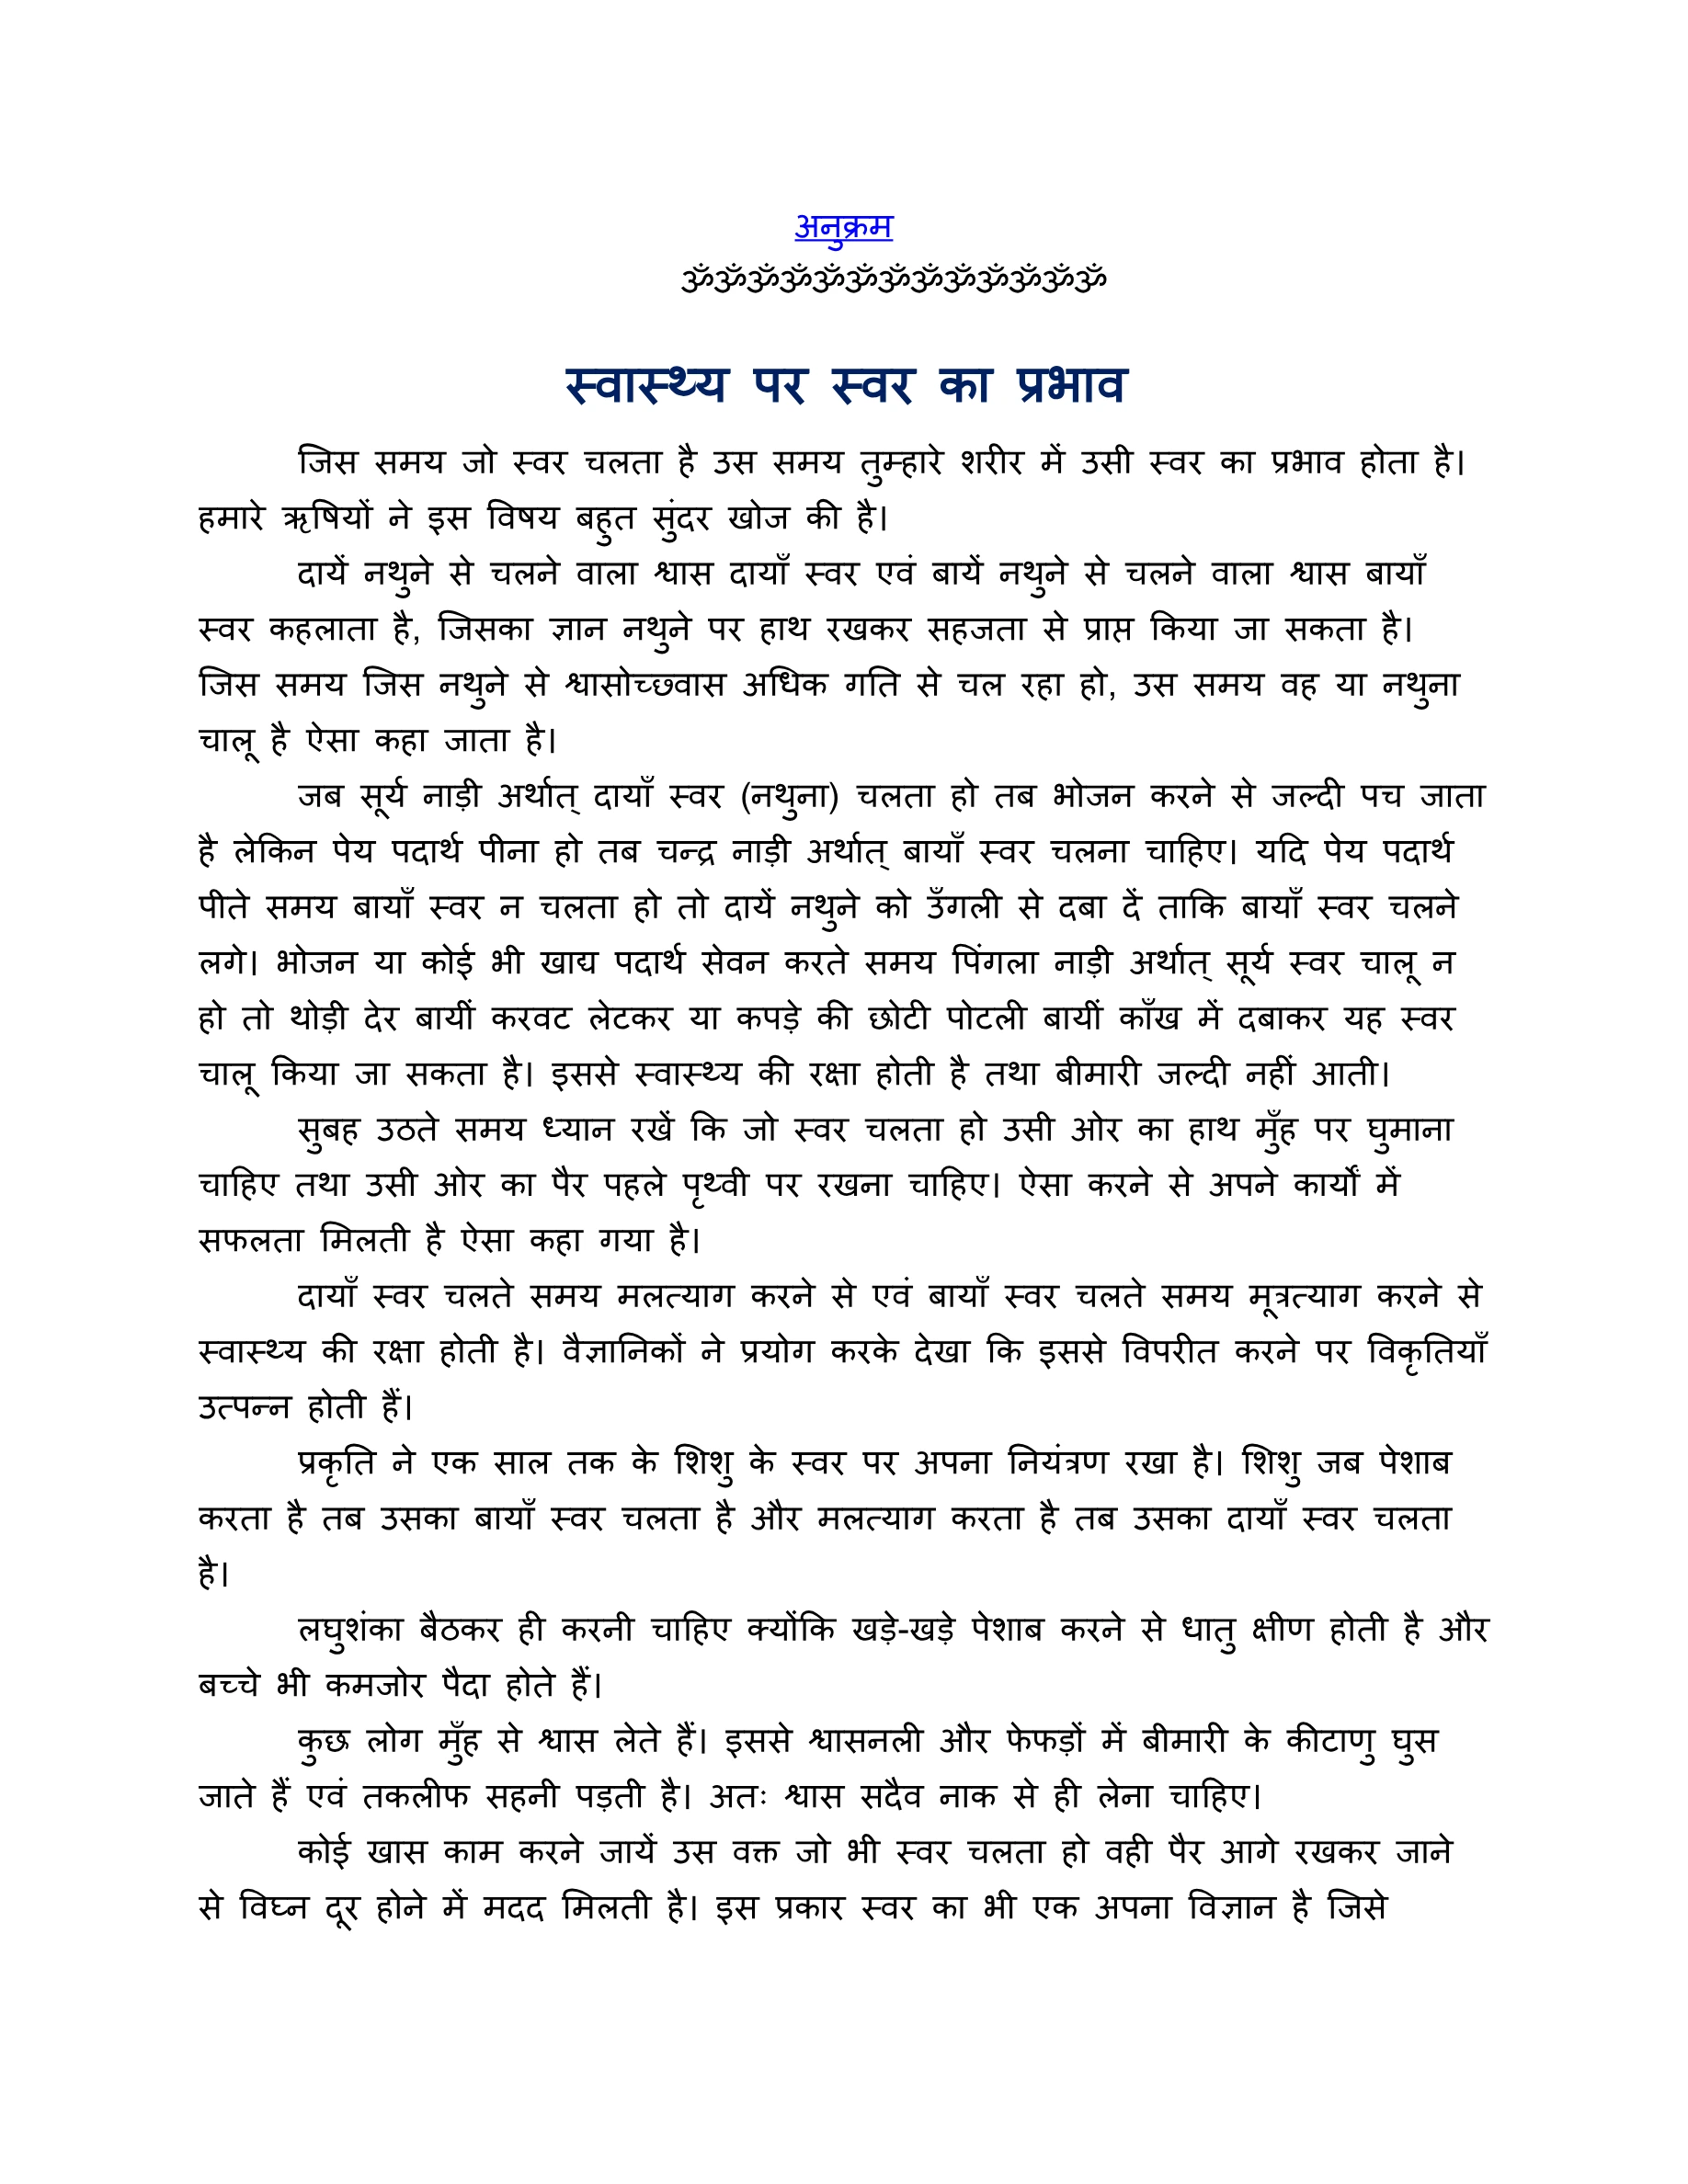 अनुक्रम
ॐॐॐॐॐॐॐॐॐॐॐॐॐ
स्वास्थ्य पर स्वर का प्रभाव
जिस समय जो स्वर चलता है उस समय तुम्हारे शरीर में उसी स्वर का प्रभाव होता है।
हमारे ऋषियों ने इस विषय बहुत सुंदर खोज की है।
दायें नथुने से चलने वाला श्वास दायाँ स्वर एवं बायें नथुने से चलने वाला श्वास बायाँ
स्वर कहलाता है, जिसका ज्ञान नथुने पर हाथ रखकर सहजता से प्राप्त किया जा सकता है।
जिस समय जिस नथुने से श्वासोच्छ्वास अधिक गति से चल रहा हो, उस समय वह या नथुना
चालू है ऐसा कहा जाता है।
जब सूर्य नाड़ी अर्थात् दायाँ स्वर (नथुना) चलता हो तब भोजन करने से जल्दी पच जाता
है लेकिन पेय पदार्थ पीना हो तब चन्द्र नाड़ी अर्थात् बायाँ स्वर चलना चाहिए। यदि पेय पदार्थ
पीते समय बायाँ स्वर न चलता हो तो दायें नथुने को उँगली से दबा दें ताकि बायाँ स्वर चलने
लगे। भोजन या कोई भी खाद्य पदार्थ सेवन करते समय पिंगला नाड़ी अर्थात् सूर्य स्वर चालू न
हो तो थोड़ी देर बायीं करवट लेटकर या कपड़े की छोटी पोटली बायीं काँख में दबाकर यह स्वर
चालू किया जा सकता है। इससे स्वास्थ्य की रक्षा होती है तथा बीमारी जल्दी नहीं आती।
सुबह उठते समय ध्यान रखें कि जो स्वर चलता हो उसी ओर का हाथ मुँह पर घुमाना
चाहिए तथा उसी ओर का पैर पहले पृथ्वी पर रखना चाहिए। ऐसा करने से अपने कार्यों में
सफलता मिलती है ऐसा कहा गया है।
दायाँ स्वर चलते समय मलत्याग करने से एवं बायाँ स्वर चलते समय मूत्रत्याग करने से
स्वास्थ्य की रक्षा होती है। वैज्ञानिकों ने प्रयोग करके देखा कि इससे विपरीत करने पर विकृतियाँ
उत्पन्न होती हैं।
प्रकृति ने एक साल तक के शिशु के स्वर पर अपना नियंत्रण रखा है। शिशु जब पेशाब
करता है तब उसका बायाँ स्वर चलता है और मलत्याग करता है तब उसका दायाँ स्वर चलता
है।
लघुशंका बैठकर ही करनी चाहिए क्योंकि खड़े-खड़े पेशाब करने से धातु क्षीण होती है और
बच्चे भी कमजोर पैदा होते हैं।
कुछ लोग मुँह से श्वास लेते हैं। इससे श्वासनली और फेफड़ों में बीमारी के कीटाणु घुस
जाते हैं एवं तकलीफ सहनी पड़ती है। अतः श्वास सदैव नाक से ही लेना चाहिए।
कोई खास काम करने जायें उस वक्त जो भी स्वर चलता हो वही पैर आगे रखकर जाने
से विघ्न दूर होने में मदद मिलती है। इस प्रकार स्वर का भी एक अपना विज्ञान है जिसे